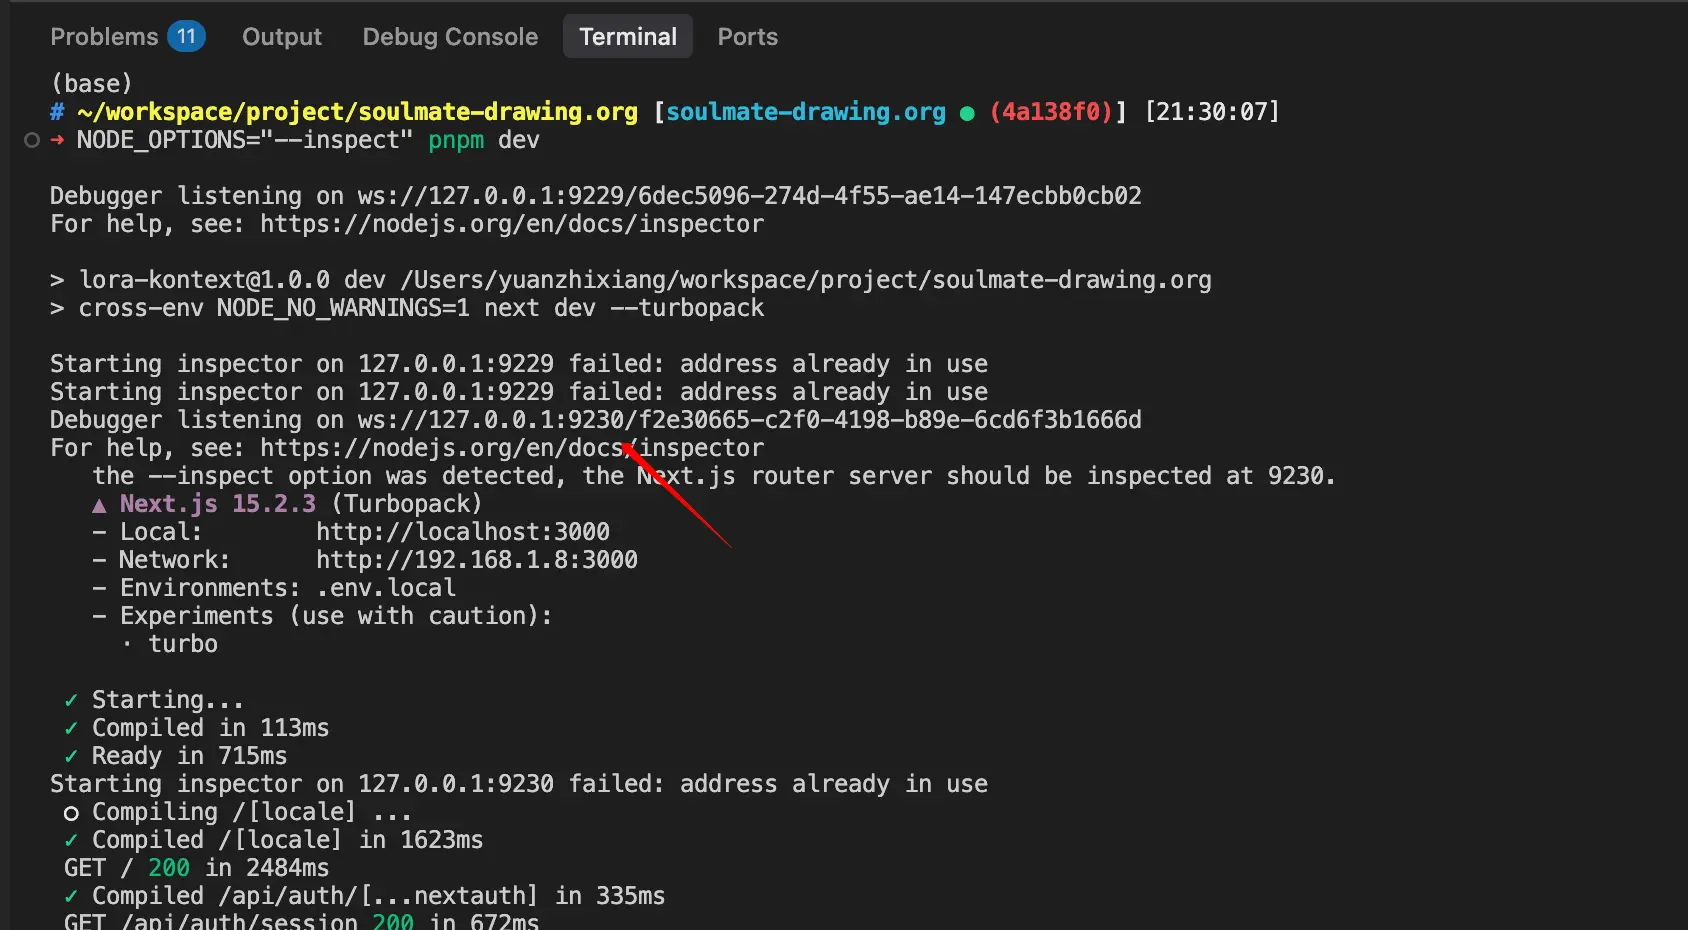 Problems 11 Output Debug Console Terminal Ports
(base)
# ~/workspace/project/soulmate-drawing.org [soulmate-drawing.org ● (4a138f0)] [21:30:07]
→ NODE_OPTIONS="--inspect" pnpm dev
Debugger listening on ws://127.0.0.1:9229/6dec5096-274d-4f55-ae14-147ecbb0cb02
For help, see: https://nodejs.org/en/docs/inspector
> lora-kontext@1.0.0 dev /Users/yuanzhixiang/workspace/project/soulmate-drawing.org
> cross-env NODE_NO_WARNINGS=1 next dev --turbopack
Starting inspector on 127.0.0.1:9229 failed: address already in use
Starting inspector on 127.0.0.1:9229 failed: address already in use
Debugger listening on ws://127.0.0.1:9230/f2e30665-c2f0-4198-b89e-6cd6f3b1666d
For help, see: https://nodejs.org/en/docs/inspector
the --inspect option was detected, the Next.js router server should be inspected at 9230.
▲ Next.js 15.2.3 (Turbopack)
- Local: http://localhost:3000
- Network: http://192.168.1.8:3000
- Environments: .env.local
- Experiments (use with caution):
· turbo
✓ Starting...
✓ Compiled in 113ms
✓ Ready in 715ms
Starting inspector on 127.0.0.1:9230 failed: address already in use
○ Compiling /[locale] ...
✓ Compiled /[locale] in 1623ms
GET / 200 in 2484ms
✓ Compiled /api/auth/[...nextauth] in 335ms
GET /api/auth/session 200 in 672ms